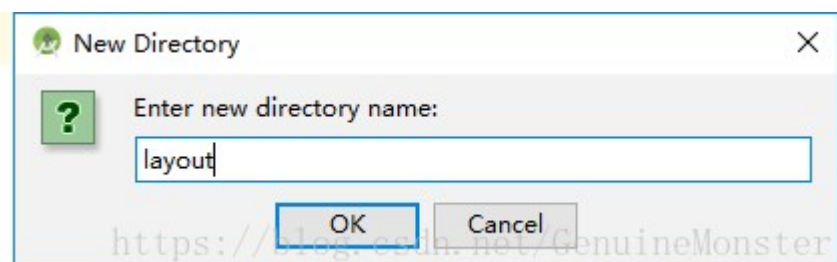 New Directory
Enter new directory name:
layout
OK Cancel
https://blog.csdn.net/GenuineMonster